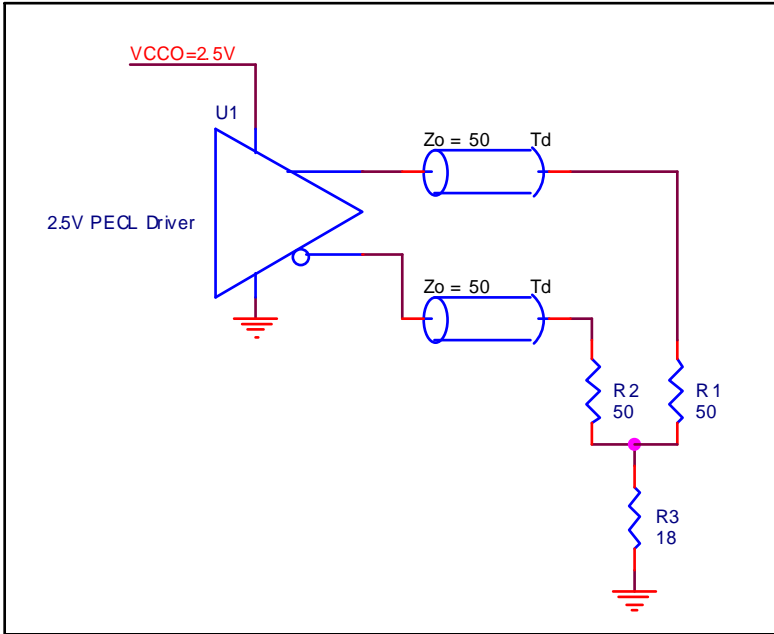 VCCO=2.5V
U1
Zo = 50 Td
2.5V PECL Driver
Zo = 50 Td
R2
50
R1
50
R3
18